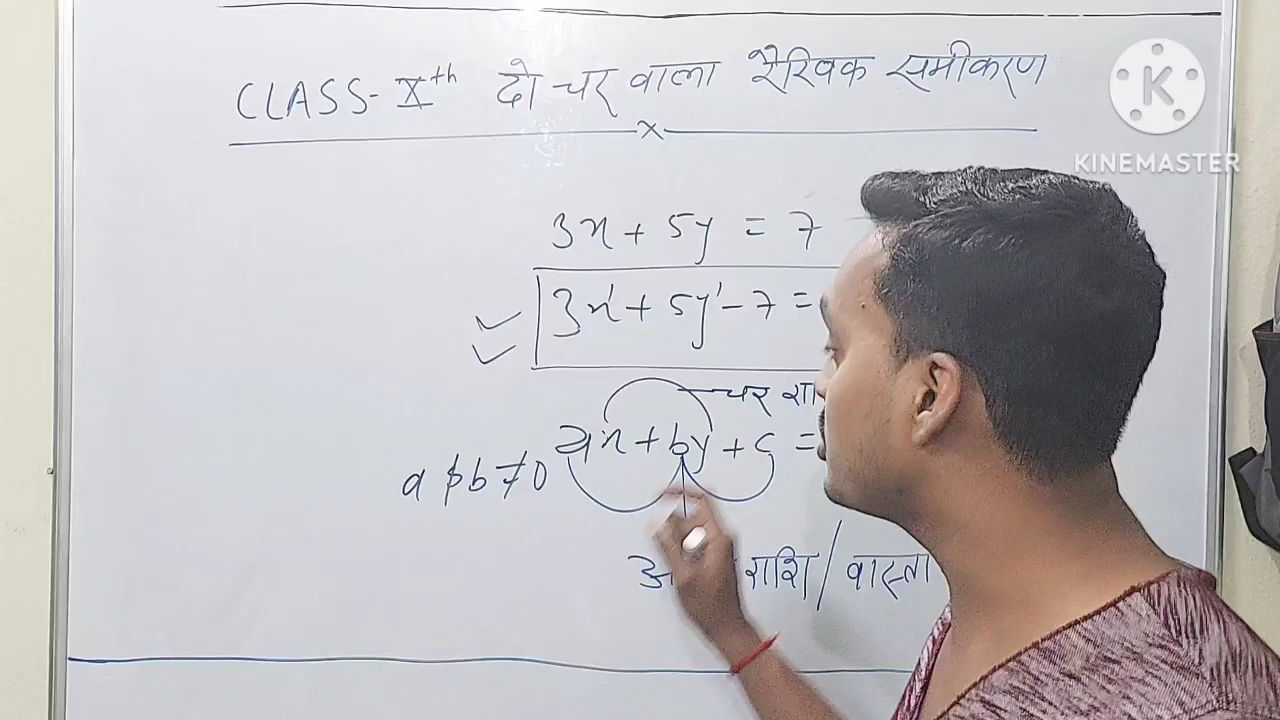 CLASS-Xth दो चर वाला रैखिक समीकरण
x
K
KINEMASTER
3x + 5y = 7
3x' + 5y' - 7 =
चर
ax + by + c =
a b ≠ 0
राशि /